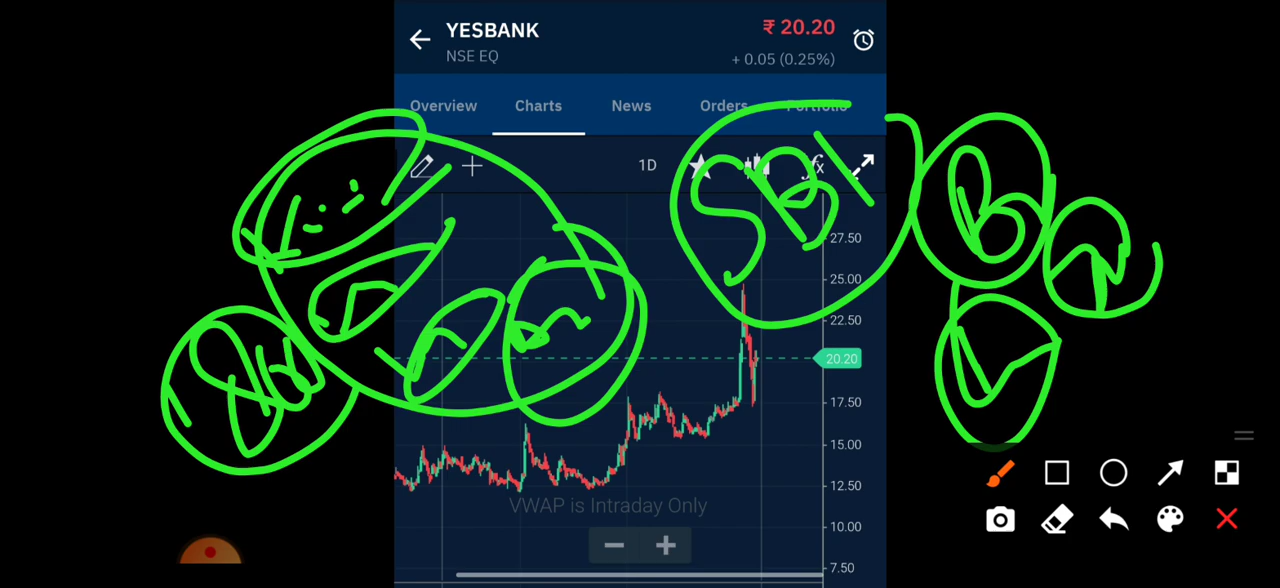 YESBANK
₹ 20.20
NSE EQ
+ 0.05 (0.25%)
Overview
Charts
News
Orders
Portfolio
1D
fx
SBI
B
27.50
25.00
22.50
20.20
17.50
15.00
12.50
10.00
7.50
VWAP is Intraday Only